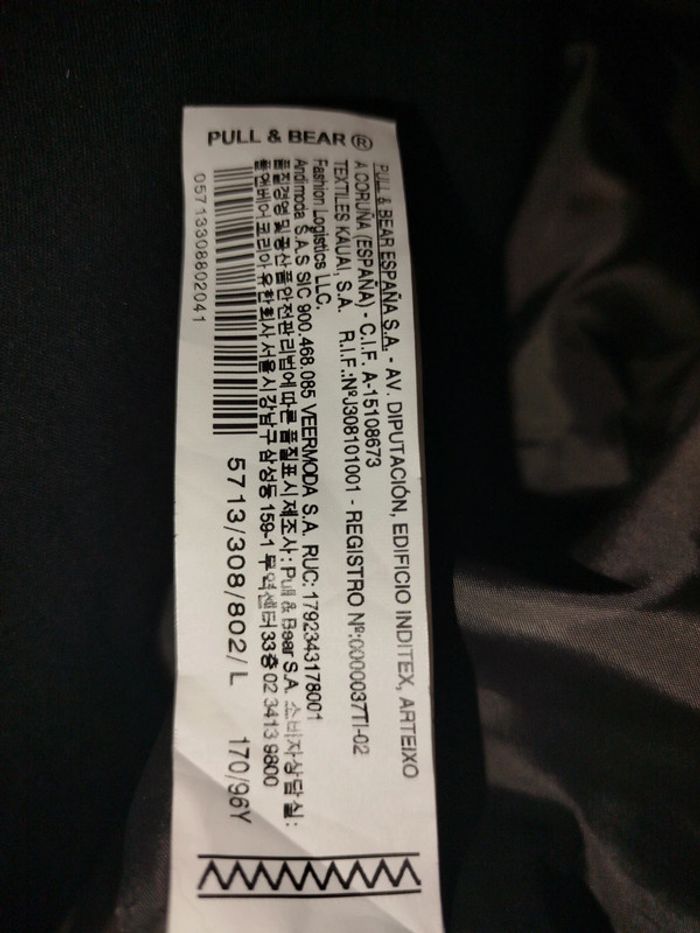 PULL & BEAR ®
PULL & BEAR ESPAÑA S.A. - AV. DIPUTACIÓN, EDIFICIO INDITEX, ARTEIXO
A CORUÑA (ESPAÑA) - C.I.F. A-15108673
TEXTILES KAUAI, S.A. R.I.F.:NºJ308101001 - REGISTRO Nº:0000037TI-02
Fashion Logistics LLC.
Andimoda S.A.S SIC 900.468.085 VEERMODA S.A. RUC: 1792343178001
품질경영 및 공산품안전관리법에 따른 품질표시 제조사: Pull & Bear S.A. 소비자상담실:
풀앤베어코리아 유한회사 서울시 강남구 삼성동 159-1 무역센터 33층 02 3413 9800
05713308802041
5713/308/802/L 170/96Y